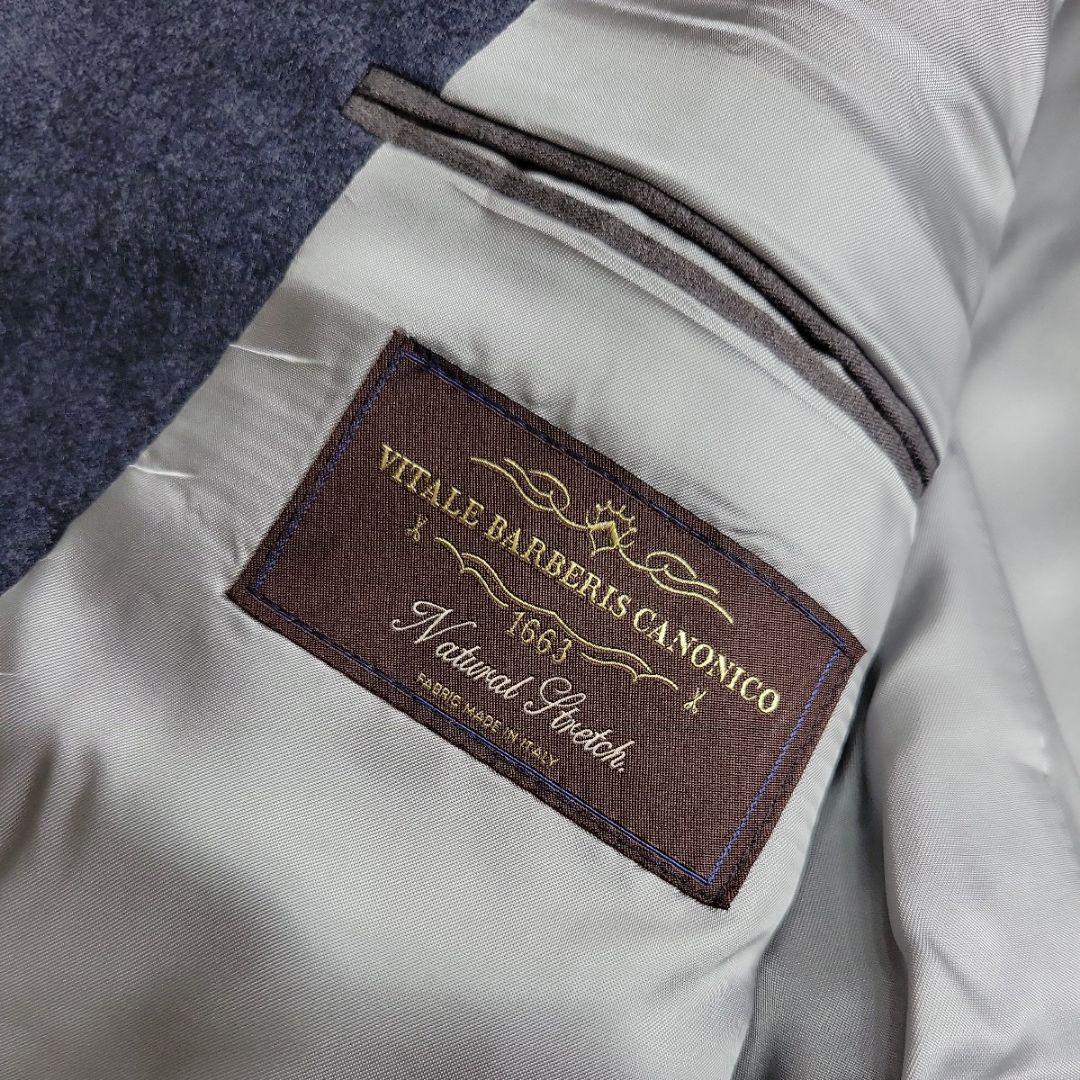 VITALE BARBERIS CANONICO
1663
Natural Stretch.
FABRIC MADE IN ITALY